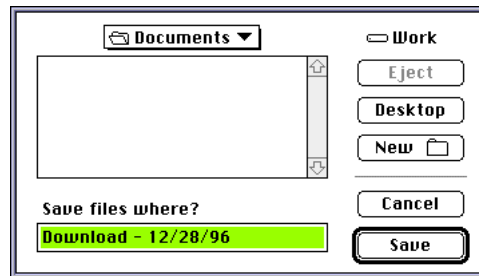 Documents
Work
Eject
Desktop
New
Save files where?
Download - 12/28/96
Cancel
Save